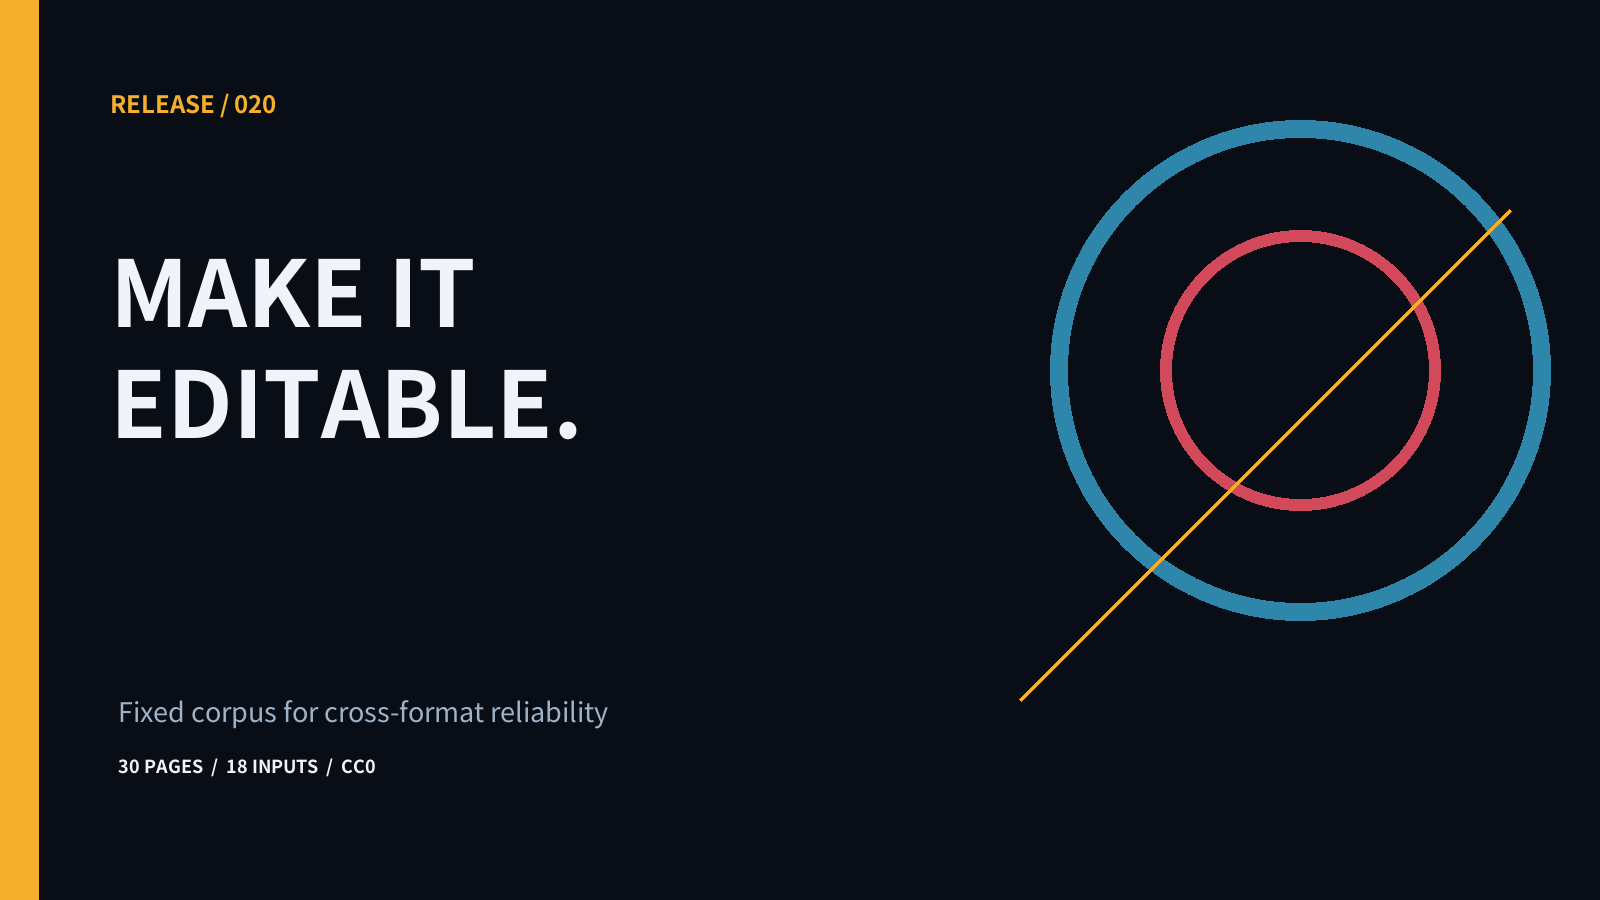 RELEASE / 020
MAKE IT
EDITABLE.
Fixed corpus for cross-format reliability
30 PAGES / 18 INPUTS / CC0